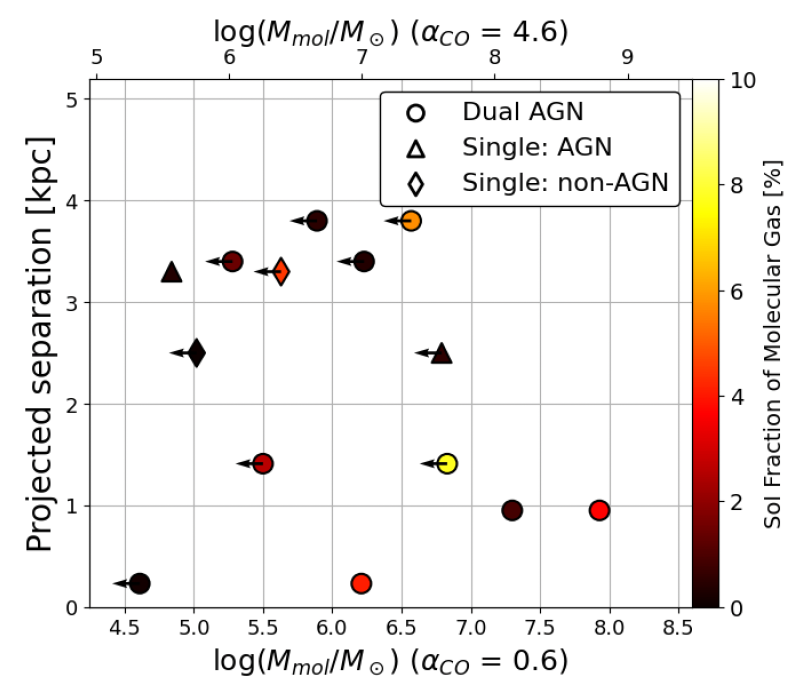 log(M_mol/M_⊙) (α_CO = 4.6)
5 6 7 8 9
Dual AGN
Single: AGN
Single: non-AGN
Projected separation [kpc]
5
4
3
2
1
0
4.5 5.0 5.5 6.0 6.5 7.0 7.5 8.0 8.5
log(M_mol/M_⊙) (α_CO = 0.6)
10
8
6
4
2
0
SoI Fraction of Molecular Gas [%]